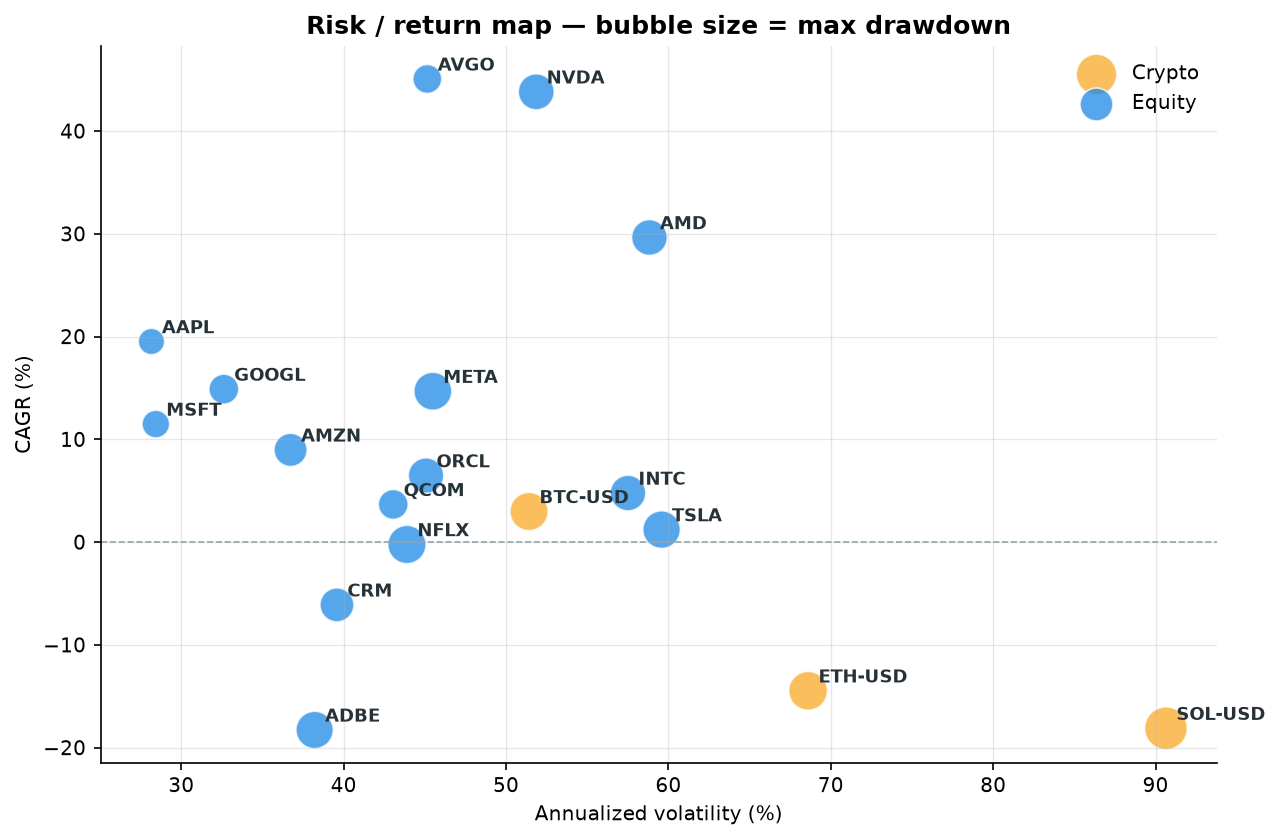 Risk / return map — bubble size = max drawdown
AVGO
NVDA
Crypto
Equity
40
AMD
30
AAPL
20
GOOGL
META
MSFT
10
AMZN
ORCL
QCOM
INTC
BTC-USD
TSLA
NFLX
0
CRM
−10
ETH-USD
ADBE
SOL-USD
−20
CAGR (%)
30 40 50 60 70 80 90
Annualized volatility (%)